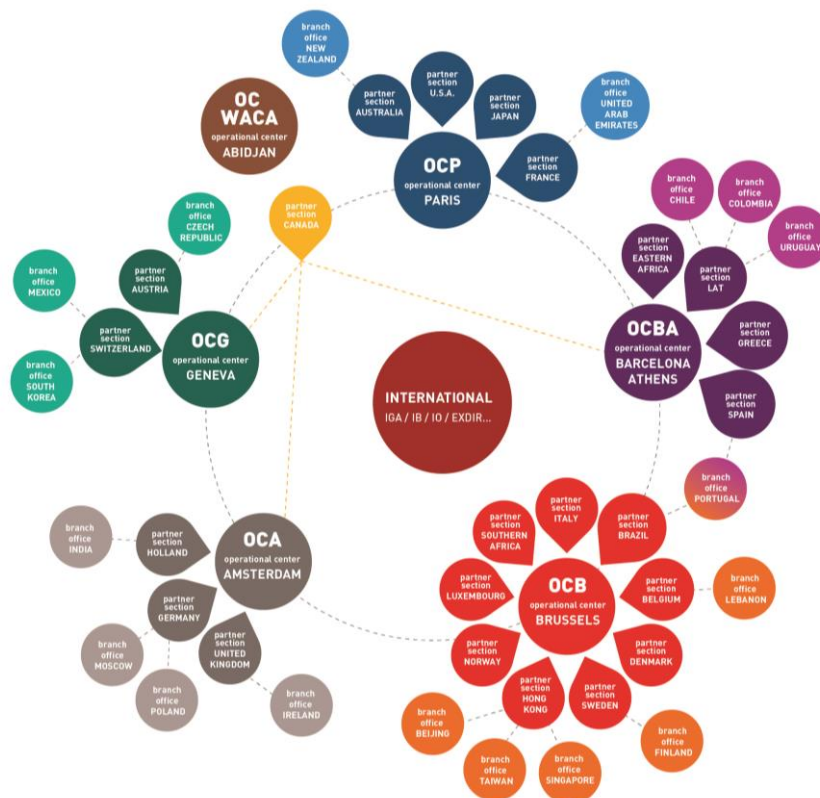 branch
office
NEW
ZEALAND
partner
section
AUSTRALIA
partner
section
U.S.A.
partner
section
JAPAN
branch
office
UNITED
ARAB
EMIRATES
OC
WACA
operational center
ABIDJAN
OCP
operational center
PARIS
partner
section
FRANCE
partner
section
CANADA
branch
office
CZECH
REPUBLIC
branch
office
MEXICO
partner
section
AUSTRIA
partner
section
SWITZERLAND
branch
office
SOUTH
KOREA
OCG
operational center
GENEVA
branch
office
CHILE
branch
office
COLOMBIA
branch
office
URUGUAY
partner
section
EASTERN
AFRICA
partner
section
LAT
partner
section
GREECE
partner
section
SPAIN
OCBA
operational center
BARCELONA
ATHENS
branch
office
PORTUGAL
INTERNATIONAL
IGA / IB / IO / EXDIR...
branch
office
INDIA
partner
section
HOLLAND
OCA
operational center
AMSTERDAM
partner
section
GERMANY
partner
section
UNITED
KINGDOM
branch
office
MOSCOW
branch
office
POLAND
branch
office
IRELAND
partner
section
SOUTHERN
AFRICA
partner
section
ITALY
partner
section
BRAZIL
partner
section
LUXEMBOURG
OCB
operational center
BRUSSELS
partner
section
BELGIUM
branch
office
LEBANON
partner
section
NORWAY
partner
section
DENMARK
partner
section
HONG
KONG
partner
section
SWEDEN
branch
office
BEIJING
branch
office
TAIWAN
branch
office
SINGAPORE
branch
office
FINLAND